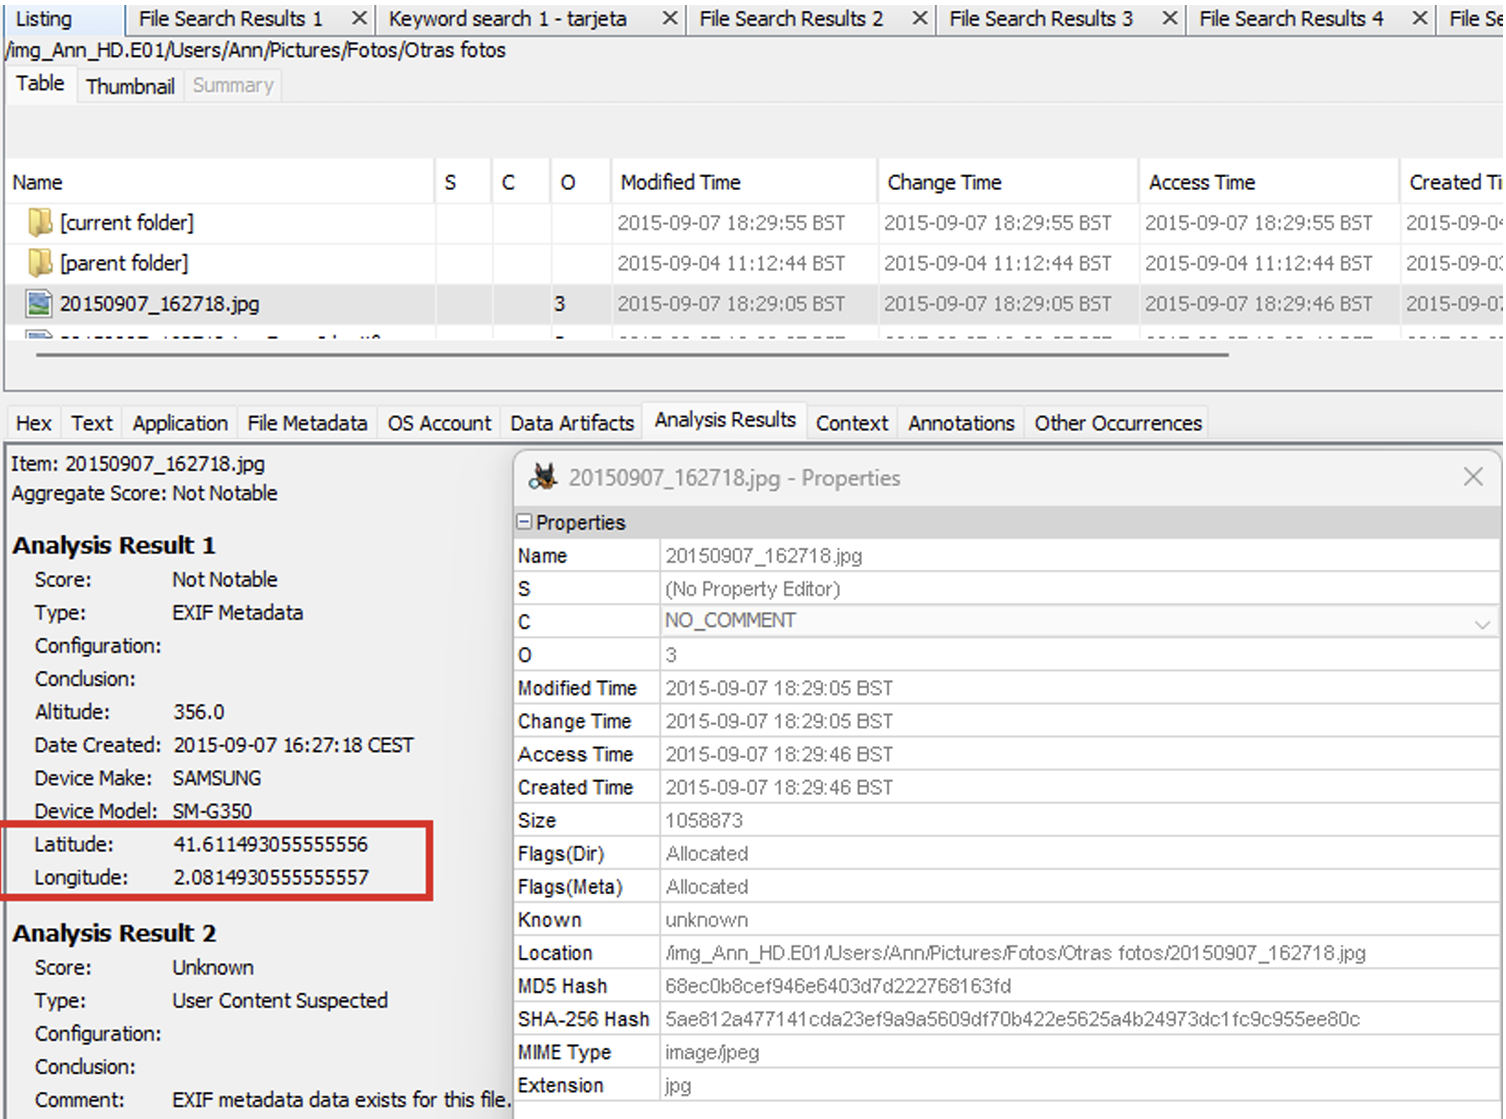 Listing File Search Results 1 × Keyword search 1 - tarjeta × File Search Results 2 × File Search Results 3 × File Search Results 4 × File Se
/img_Ann_HD.E01/Users/Ann/Pictures/Fotos/Otras fotos
Table Thumbnail Summary
Name S C O Modified Time Change Time Access Time Created Ti
[current folder] 2015-09-07 18:29:55 BST 2015-09-07 18:29:55 BST 2015-09-07 18:29:55 BST 2015-09-04
[parent folder] 2015-09-04 11:12:44 BST 2015-09-04 11:12:44 BST 2015-09-04 11:12:44 BST 2015-09-03
20150907_162718.jpg 3 2015-09-07 18:29:05 BST 2015-09-07 18:29:05 BST 2015-09-07 18:29:46 BST 2015-09-07
Hex Text Application File Metadata OS Account Data Artifacts Analysis Results Context Annotations Other Occurrences
Item: 20150907_162718.jpg
Aggregate Score: Not Notable
Analysis Result 1
Score: Not Notable
Type: EXIF Metadata
Configuration:
Conclusion:
Altitude: 356.0
Date Created: 2015-09-07 16:27:18 CEST
Device Make: SAMSUNG
Device Model: SM-G350
Latitude: 41.611493055555556
Longitude: 2.0814930555555557
Analysis Result 2
Score: Unknown
Type: User Content Suspected
Configuration:
Conclusion:
Comment: EXIF metadata data exists for this file.
20150907_162718.jpg - Properties
Properties
Name 20150907_162718.jpg
S (No Property Editor)
C NO_COMMENT
O 3
Modified Time 2015-09-07 18:29:05 BST
Change Time 2015-09-07 18:29:05 BST
Access Time 2015-09-07 18:29:46 BST
Created Time 2015-09-07 18:29:46 BST
Size 1058873
Flags(Dir) Allocated
Flags(Meta) Allocated
Known unknown
Location /img_Ann_HD.E01/Users/Ann/Pictures/Fotos/Otras fotos/20150907_162718.jpg
MD5 Hash 68ec0b8cef946e6403d7d222768163fd
SHA-256 Hash 5ae812a477141cda23ef9a9a5609df70b422e5625a4b24973dc1fc9c955ee80c
MIME Type image/jpeg
Extension jpg